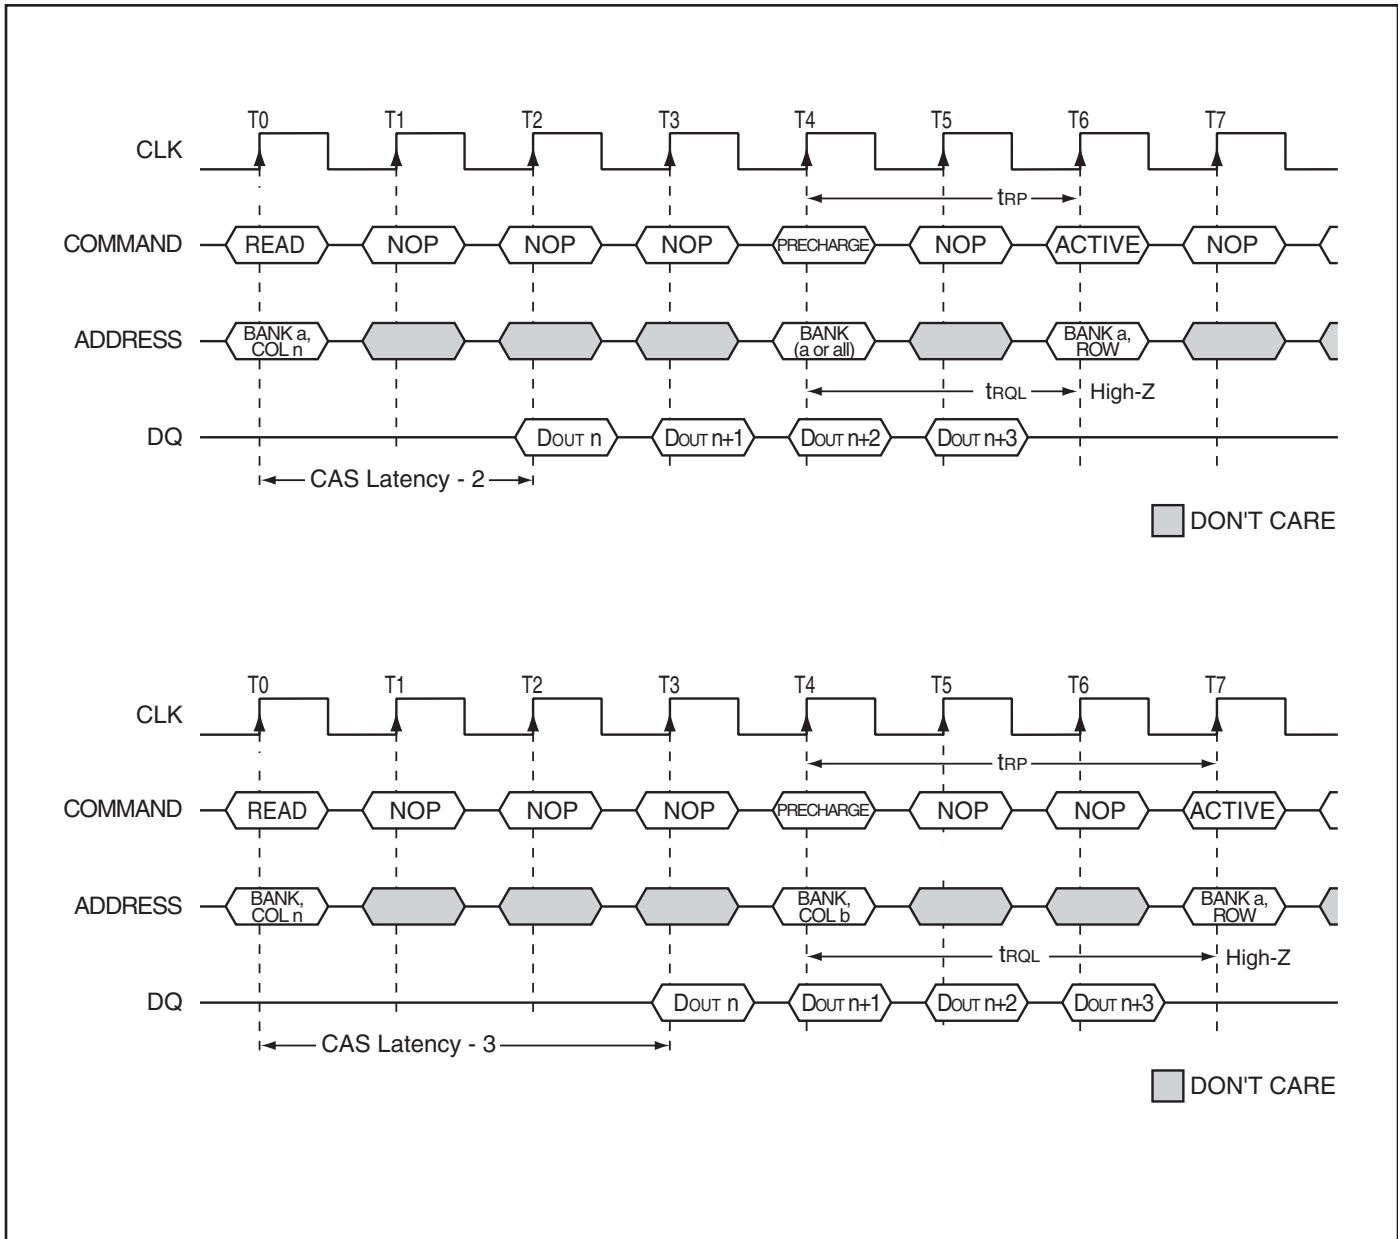 T0 T1 T2 T3 T4 T5 T6 T7
CLK
tRP
COMMAND READ NOP NOP NOP PRECHARGE NOP ACTIVE NOP
ADDRESS BANK a, COL n BANK (a or all) BANK a, ROW
tRQL High-Z
DQ DOUT n DOUT n+1 DOUT n+2 DOUT n+3
CAS Latency - 2
DON'T CARE
T0 T1 T2 T3 T4 T5 T6 T7
CLK
tRP
COMMAND READ NOP NOP NOP PRECHARGE NOP NOP ACTIVE
ADDRESS BANK, COL n BANK, COL b BANK a, ROW
tRQL High-Z
DQ DOUT n DOUT n+1 DOUT n+2 DOUT n+3
CAS Latency - 3
DON'T CARE